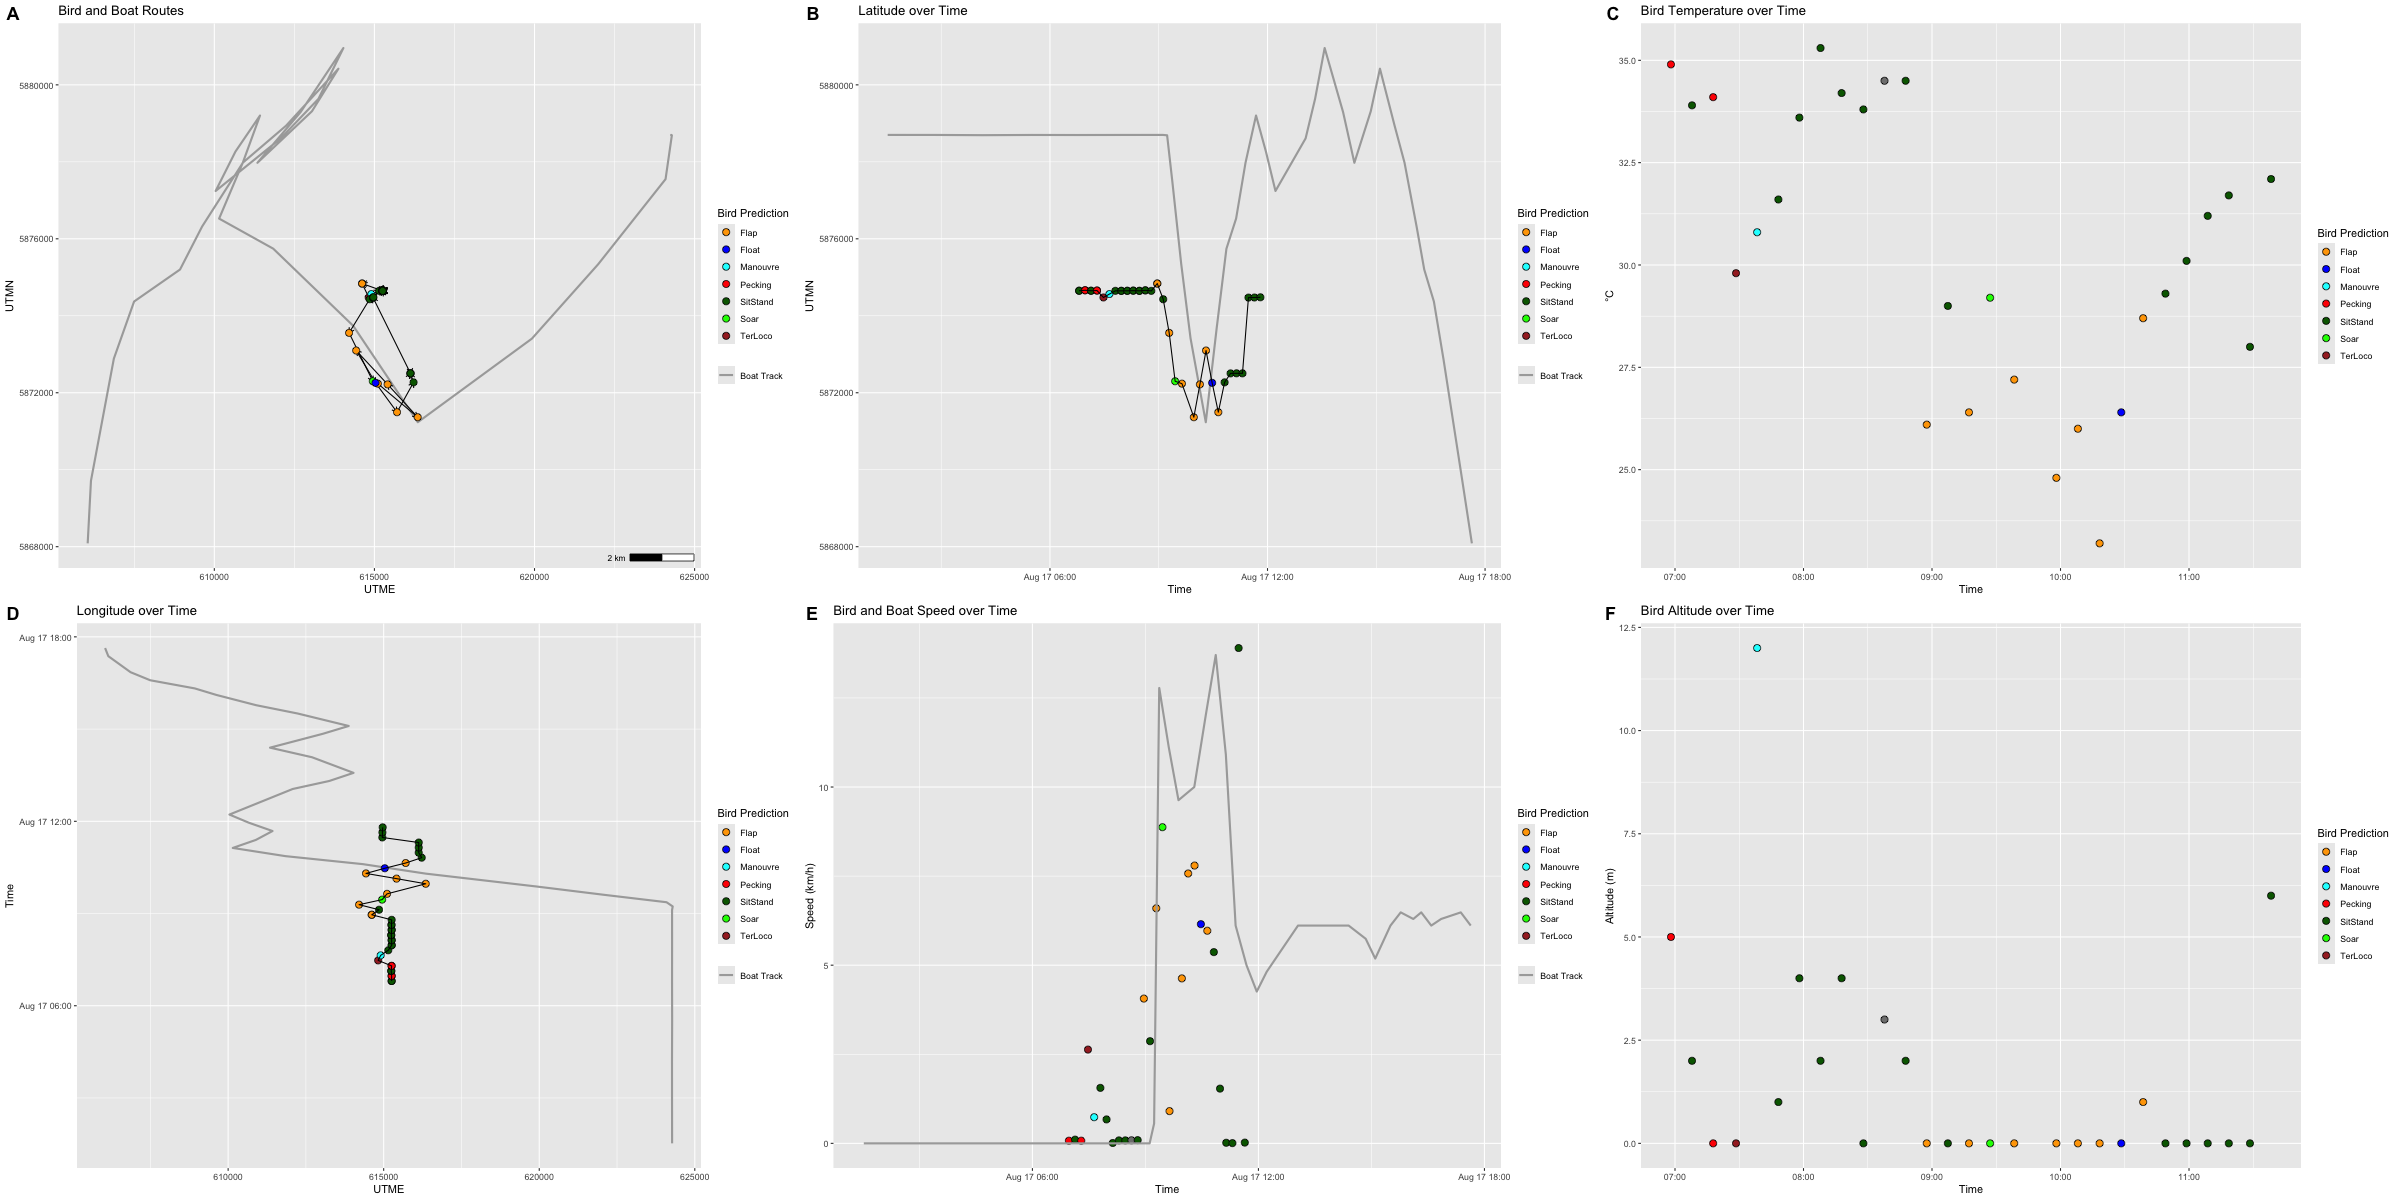 A Bird and Boat Routes
5880000
5876000
5872000
5868000
UTMN
610000 615000 620000 625000
UTME
2 km
Bird Prediction
Flap
Float
Manouvre
Pecking
SitStand
Soar
TerLoco
Boat Track
B Latitude over Time
5880000
5876000
5872000
5868000
UTMN
Aug 17 06:00 Aug 17 12:00 Aug 17 18:00
Time
Bird Prediction
Flap
Float
Manouvre
Pecking
SitStand
Soar
TerLoco
Boat Track
C Bird Temperature over Time
35.0
32.5
30.0
27.5
25.0
°C
07:00 08:00 09:00 10:00 11:00
Time
Bird Prediction
Flap
Float
Manouvre
Pecking
SitStand
Soar
TerLoco
D Longitude over Time
Aug 17 18:00
Aug 17 12:00
Aug 17 06:00
Time
610000 615000 620000 625000
UTME
Bird Prediction
Flap
Float
Manouvre
Pecking
SitStand
Soar
TerLoco
Boat Track
E Bird and Boat Speed over Time
10
5
0
Speed (km/h)
Aug 17 06:00 Aug 17 12:00 Aug 17 18:00
Time
Bird Prediction
Flap
Float
Manouvre
Pecking
SitStand
Soar
TerLoco
Boat Track
F Bird Altitude over Time
12.5
10.0
7.5
5.0
2.5
0.0
Altitude (m)
07:00 08:00 09:00 10:00 11:00
Time
Bird Prediction
Flap
Float
Manouvre
Pecking
SitStand
Soar
TerLoco